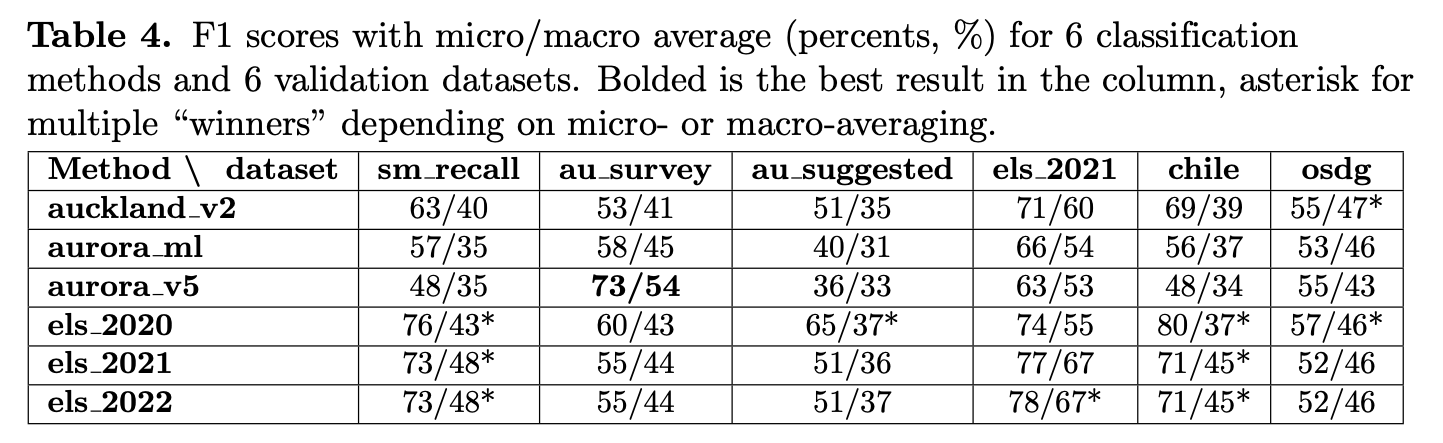 Table 4. F1 scores with micro/macro average (percents, %) for 6 classification
methods and 6 validation datasets. Bolded is the best result in the column, asterisk for
multiple “winners” depending on micro- or macro-averaging.
Method \ dataset sm_recall au_survey au_suggested els_2021 chile osdg
auckland_v2 63/40 53/41 51/35 71/60 69/39 55/47*
aurora_ml 57/35 58/45 40/31 66/54 56/37 53/46
aurora_v5 48/35 73/54 36/33 63/53 48/34 55/43
els_2020 76/43* 60/43 65/37* 74/55 80/37* 57/46*
els_2021 73/48* 55/44 51/36 77/67 71/45* 52/46
els_2022 73/48* 55/44 51/37 78/67* 71/45* 52/46